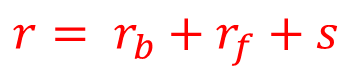 r = r_b + r_f + s